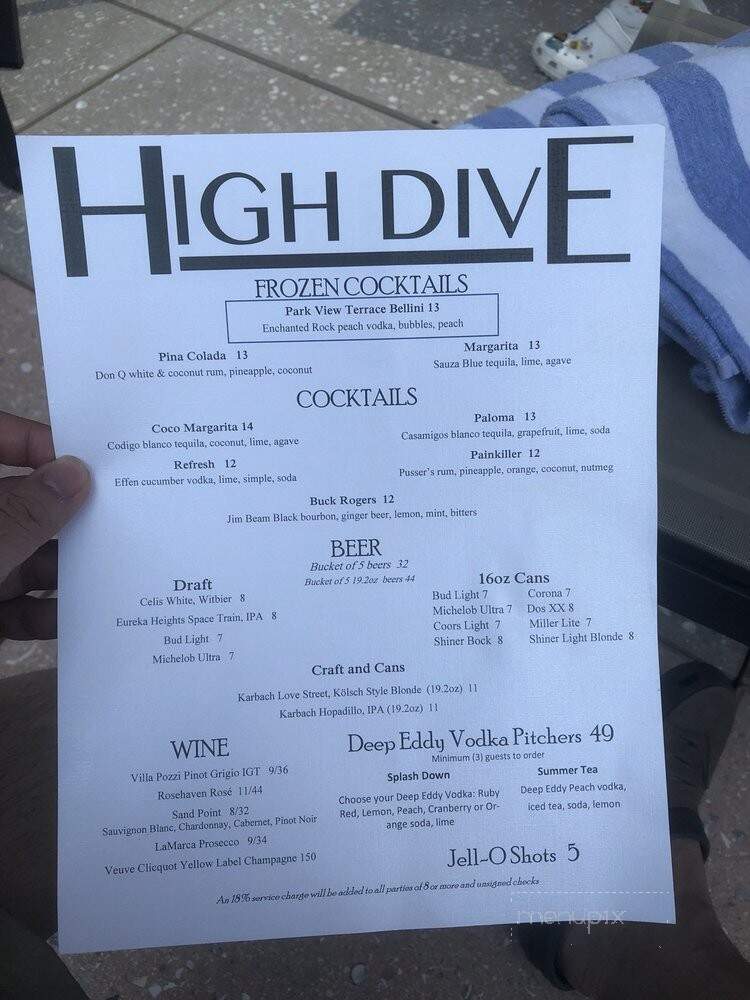 HIGH DIVE
FROZEN COCKTAILS
Park View Terrace Bellini 13
Enchanted Rock peach vodka, bubbles, peach
Pina Colada 13
Don Q white & coconut rum, pineapple, coconut
Margarita 13
Sauza Blue tequila, lime, agave
COCKTAILS
Coco Margarita 14
Codigo blanco tequila, coconut, lime, agave
Paloma 13
Casamigos blanco tequila, grapefruit, lime, soda
Refresh 12
Effen cucumber vodka, lime, simple, soda
Painkiller 12
Pusser's rum, pineapple, orange, coconut, nutmeg
Buck Rogers 12
Jim Beam Black bourbon, ginger beer, lemon, mint, bitters
BEER
Bucket of 5 beers 32
Bucket of 5 19.2oz beers 44
Draft
Celis White, Witbier 8
Eureka Heights Space Train, IPA 8
Bud Light 7
Michelob Ultra 7
16oz Cans
Bud Light 7 Corona 7
Michelob Ultra 7 Dos XX 8
Coors Light 7 Miller Lite 7
Shiner Bock 8 Shiner Light Blonde 8
Craft and Cans
Karbach Love Street, Kölsch Style Blonde (19.2oz) 11
Karbach Hopadillo, IPA (19.2oz) 11
WINE
Villa Pozzi Pinot Grigio IGT 9/36
Rosehaven Rosé 11/44
Sand Point 8/32
Sauvignon Blanc, Chardonnay, Cabernet, Pinot Noir
LaMarca Prosecco 9/34
Veuve Clicquot Yellow Label Champagne 150
Deep Eddy Vodka Pitchers 49
Minimum (3) guests to order
Splash Down
Choose your Deep Eddy Vodka: Ruby
Red, Lemon, Peach, Cranberry or Or-
ange soda, lime
Summer Tea
Deep Eddy Peach vodka,
iced tea, soda, lemon
Jell-O Shots 5
An 18% service charge will be added to all parties of 8 or more and unsigned checks
menupix